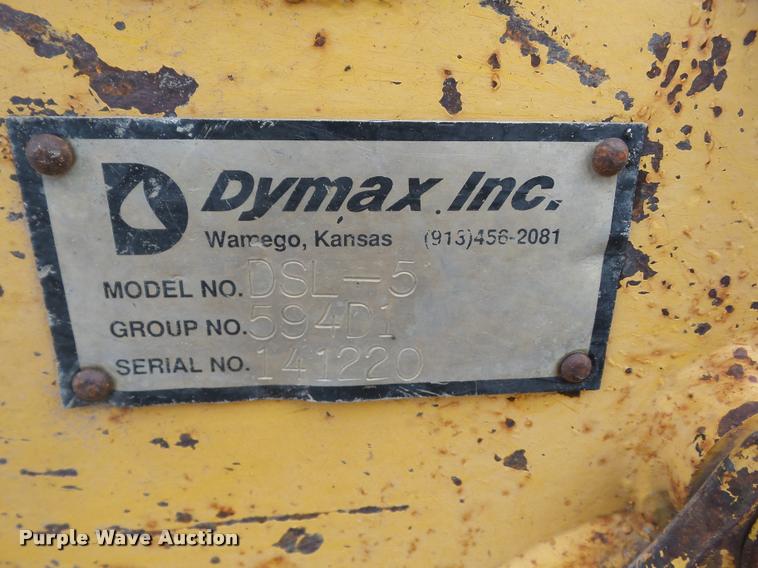 Dymax Inc.
Wamego, Kansas (913)456-2081
MODEL NO. DSL-5
GROUP NO. 594D1
SERIAL NO. 141220
Purple Wave Auction